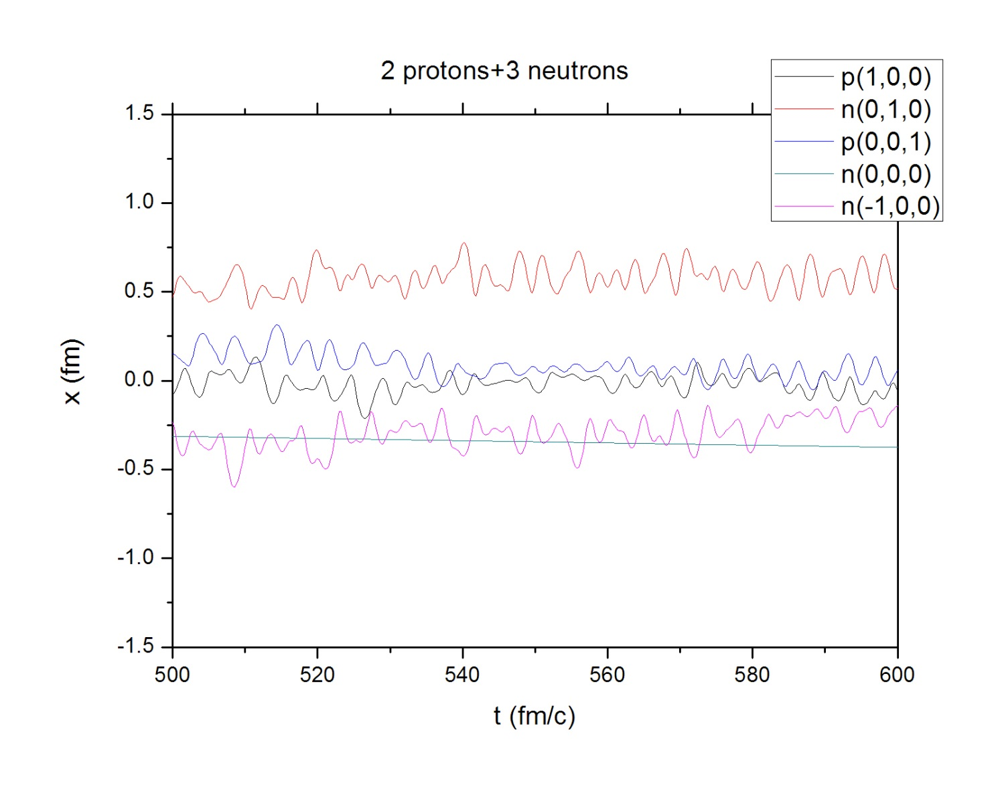 2 protons+3 neutrons
p(1,0,0)
n(0,1,0)
p(0,0,1)
n(0,0,0)
n(-1,0,0)
1.5
1.0
0.5
0.0
-0.5
-1.0
-1.5
x (fm)
500 520 540 560 580 600
t (fm/c)